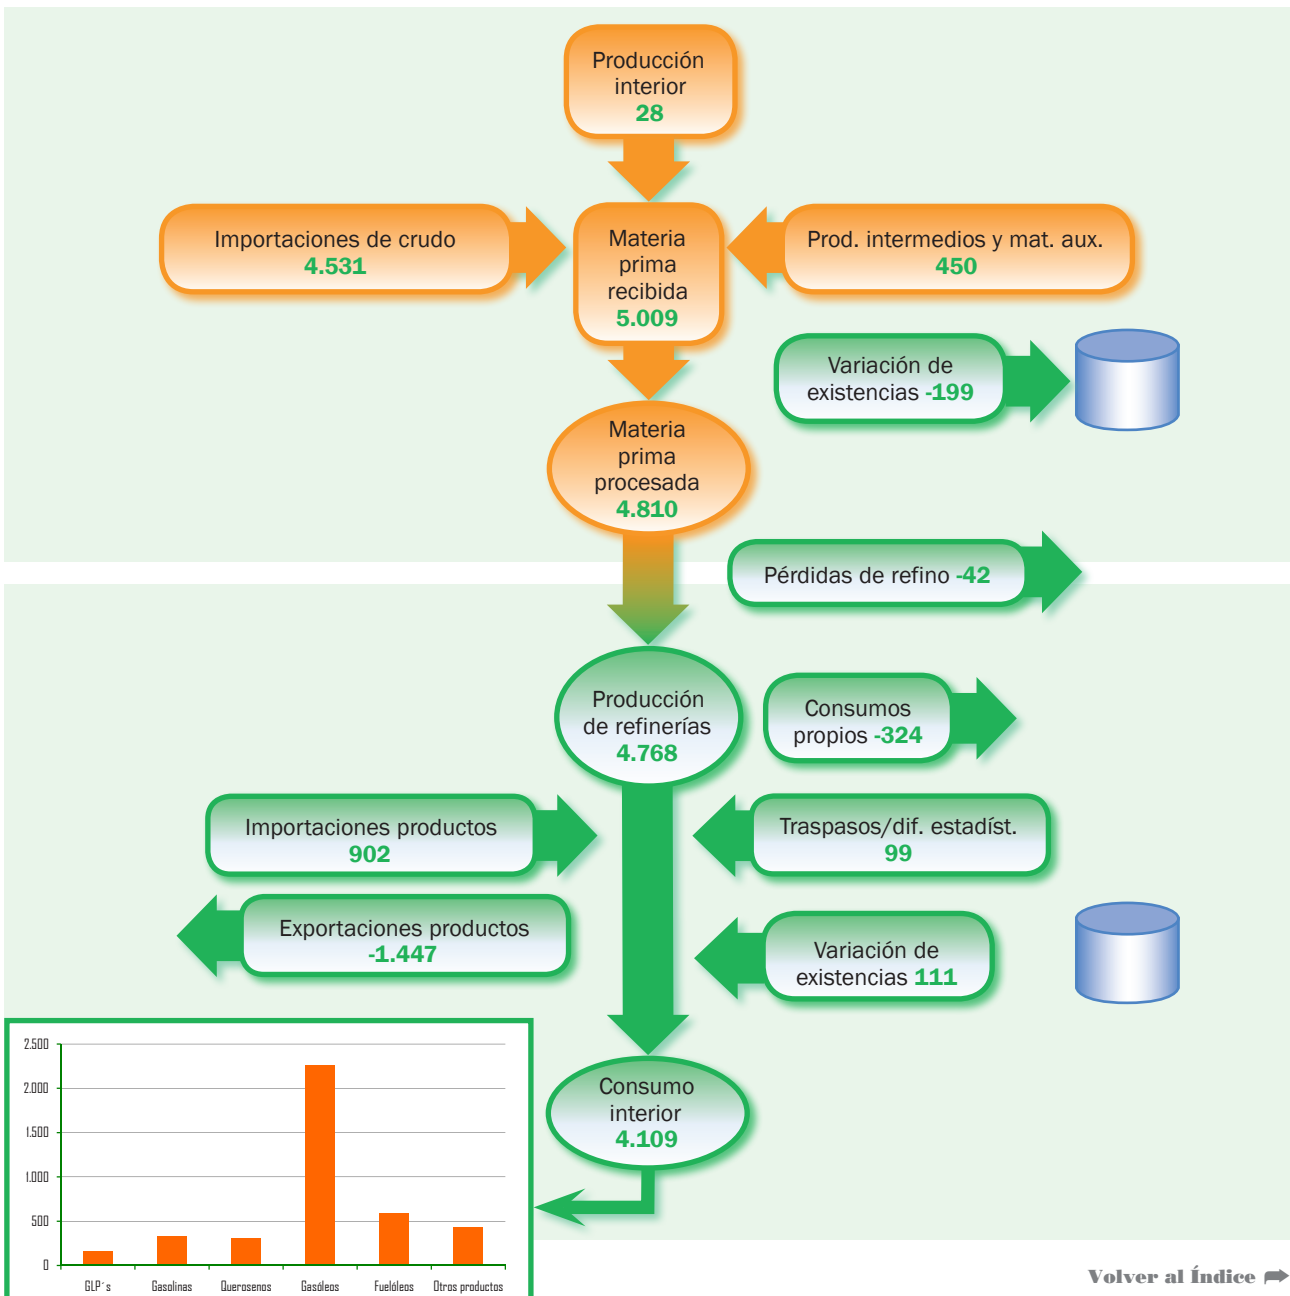 Producción
interior
28
Importaciones de crudo
4.531
Materia
prima
recibida
5.009
Prod. intermedios y mat. aux.
450
Variación de
existencias -199
Materia
prima
procesada
4.810
Pérdidas de refino -42
Producción
de refinerías
4.768
Consumos
propios -324
Importaciones productos
902
Traspasos/dif. estadíst.
99
Exportaciones productos
-1.447
Variación de
existencias 111
Consumo
interior
4.109
2.500
2.000
1.500
1.000
500
0
GLP´s Gasolinas Querosenos Gasóleos Fuelóleos Otros productos
Volver al Índice